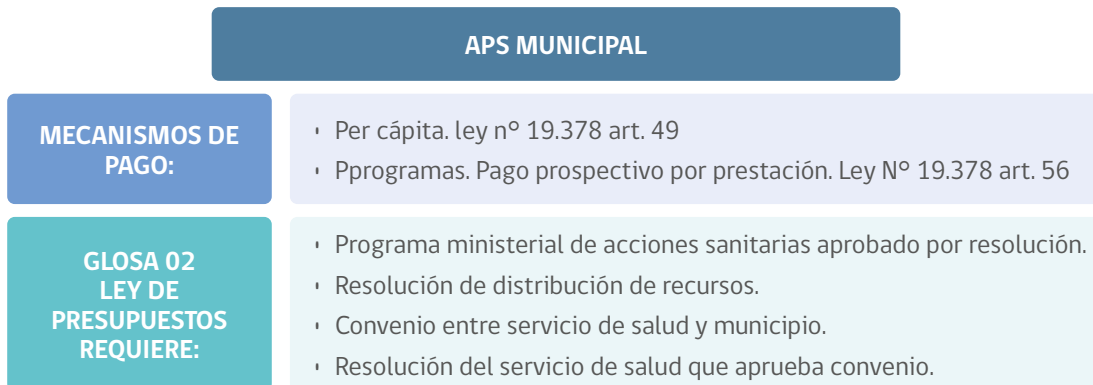 APS MUNICIPAL
MECANISMOS DE
PAGO:
Per cápita. ley n° 19.378 art. 49
Pprogramas. Pago prospectivo por prestación. Ley N° 19.378 art. 56
GLOSA 02
LEY DE
PRESUPUESTOS
REQUIERE:
Programa ministerial de acciones sanitarias aprobado por resolución.
Resolución de distribución de recursos.
Convenio entre servicio de salud y municipio.
Resolución del servicio de salud que aprueba convenio.